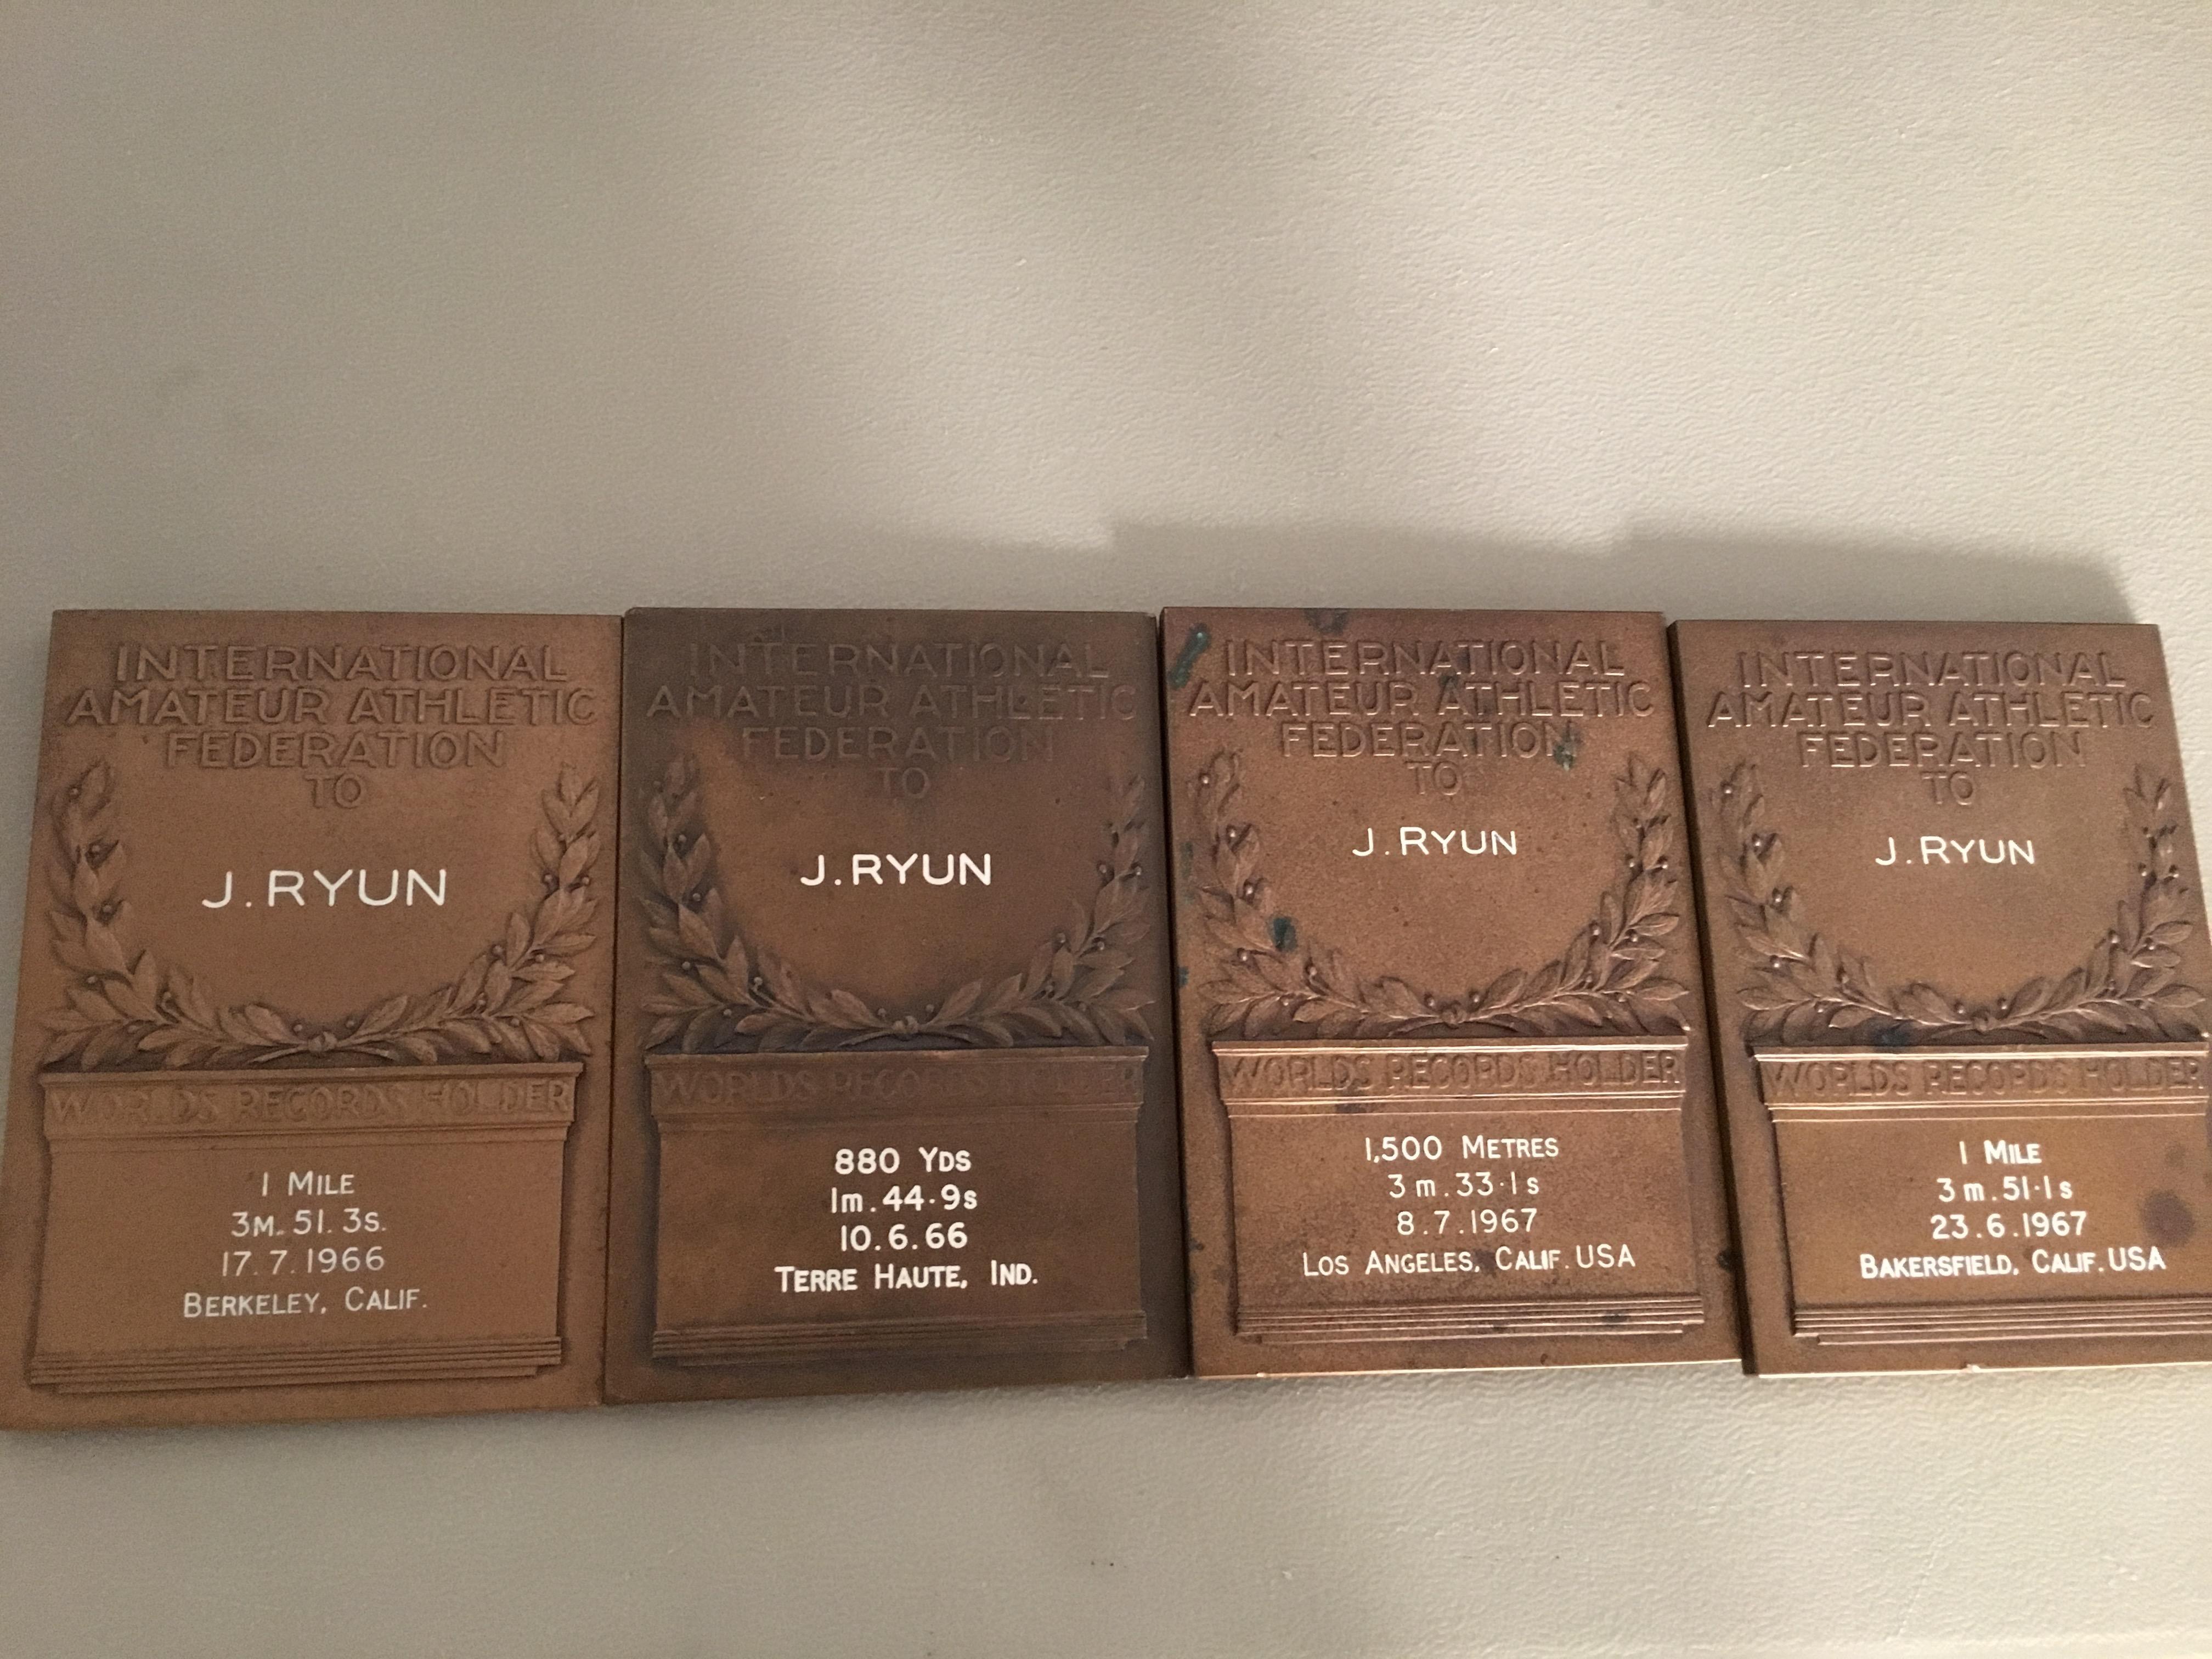 INTERNATIONAL
AMATEUR ATHLETIC
FEDERATION
TO
J. RYUN
WORLDS RECORDS HOLDER
1 MILE
3M. 51. 3S.
17.7.1966
BERKELEY, CALIF.
INTERNATIONAL
AMATEUR ATHLETIC
FEDERATION
TO
J. RYUN
WORLDS RECORDS HOLDER
880 YDS
1m.44·9s
10.6.66
TERRE HAUTE, IND.
INTERNATIONAL
AMATEUR ATHLETIC
FEDERATION
TO
J. RYUN
WORLDS RECORDS HOLDER
1,500 METRES
3m.33·1s
8.7.1967
LOS ANGELES, CALIF. USA
INTERNATIONAL
AMATEUR ATHLETIC
FEDERATION
TO
J. RYUN
WORLDS RECORDS HOLDER
1 MILE
3m.51·1s
23.6.1967
BAKERSFIELD, CALIF. USA